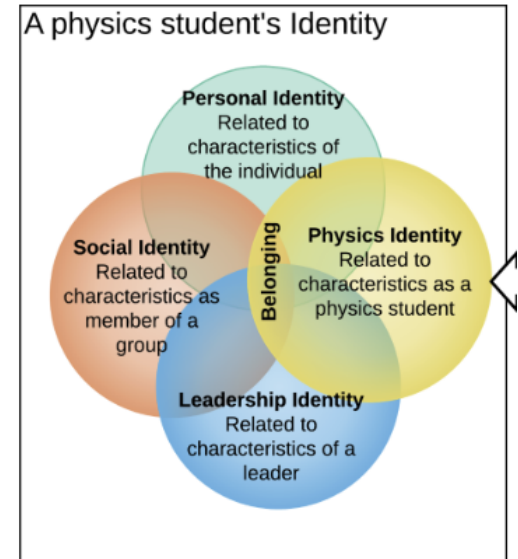 A physics student's Identity
Personal Identity
Related to
characteristics of
the individual
Social Identity
Related to
characteristics as
member of a
group
Belonging
Physics Identity
Related to
characteristics as a
physics student
Leadership Identity
Related to
characteristics of a
leader